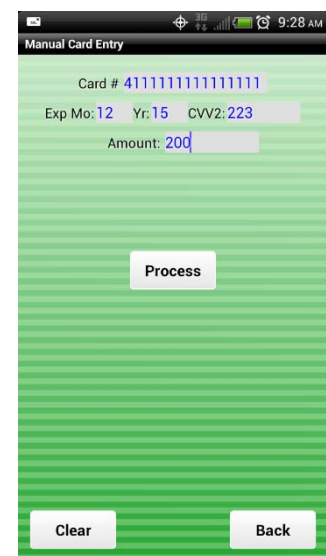 3G 9:28 AM
Manual Card Entry
Card # 4111111111111111
Exp Mo: 12 Yr: 15 CVV2: 223
Amount: 200
Process
Clear Back